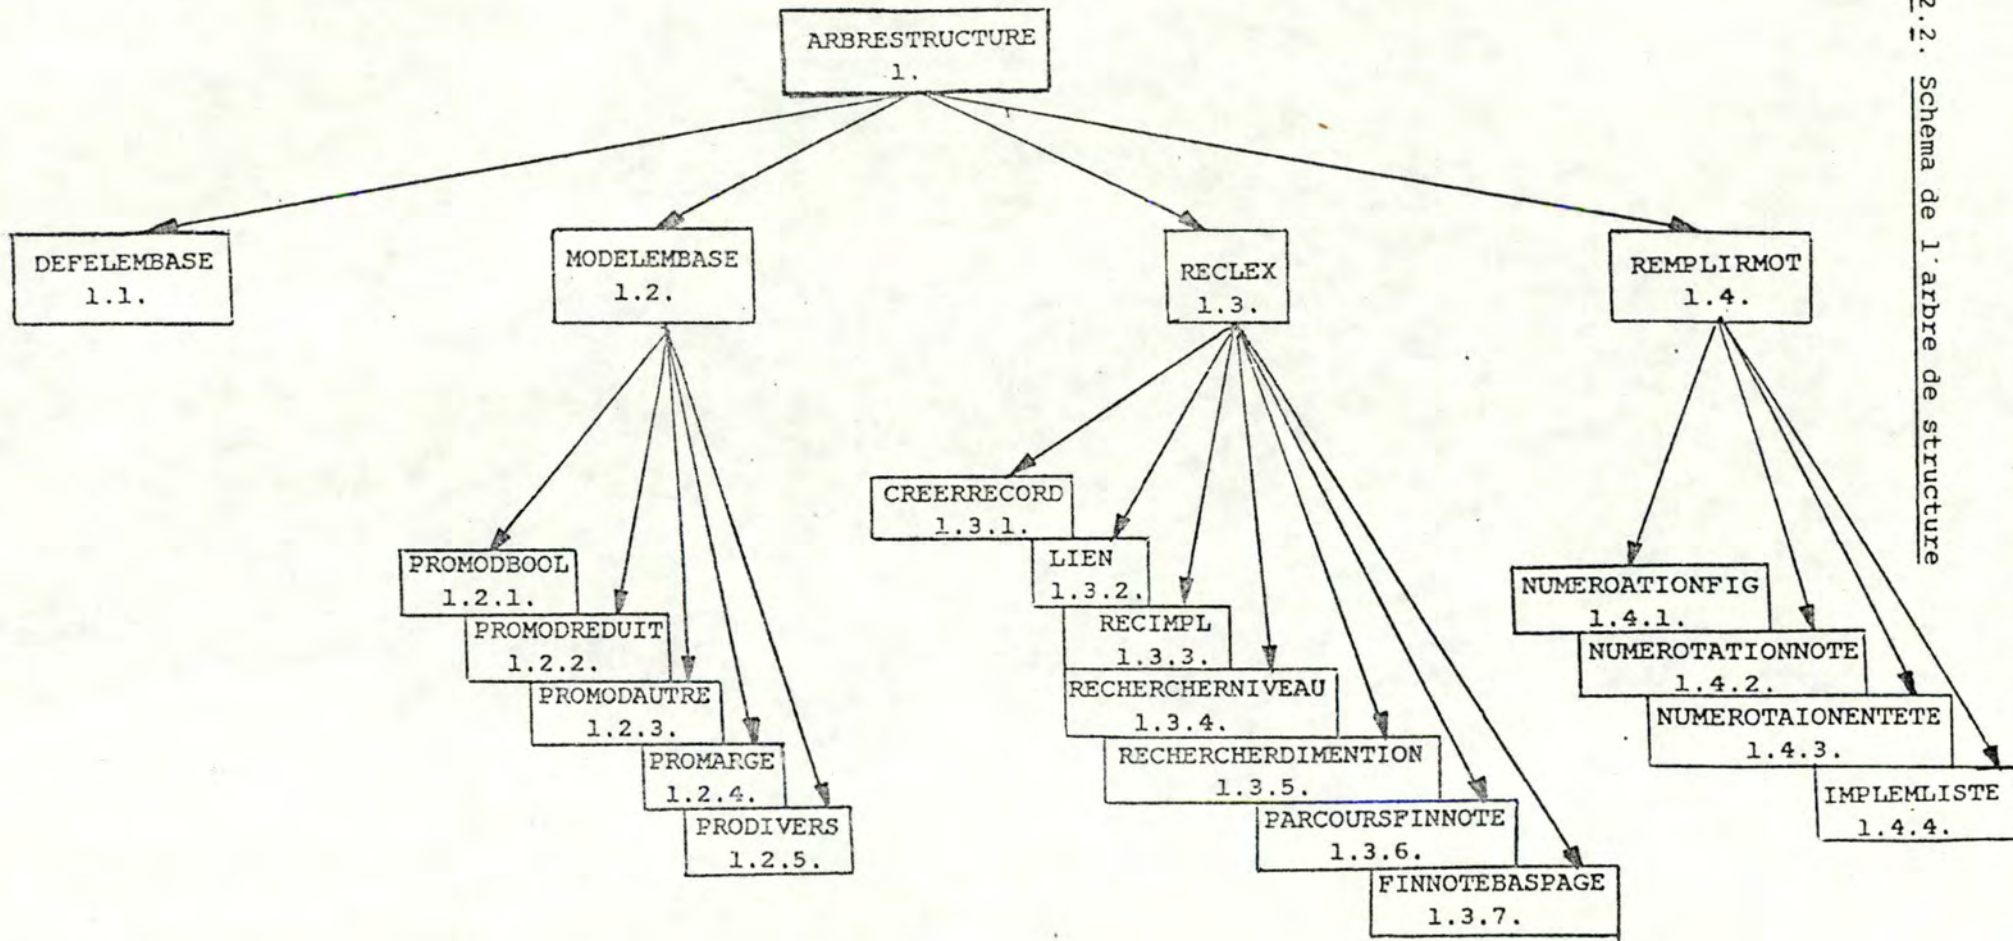 2.2. Schéma de l'arbre de structure
ARBRESTRUCTURE
1.
DEFELEMBASE
1.1.
MODELEMBASE
1.2.
RECLEX
1.3.
REMPLIRMOT
1.4.
PROMODBOOL
1.2.1.
PROMODREDUIT
1.2.2.
PROMODAUTRE
1.2.3.
PROMARGE
1.2.4.
PRODIVERS
1.2.5.
CREERRECORD
1.3.1.
LIEN
1.3.2.
RECIMPL
1.3.3.
RECHERCHERNIVEAU
1.3.4.
RECHERCHERDIMENTION
1.3.5.
PARCOURSFINNOTE
1.3.6.
FINNOTEBASPAGE
1.3.7.
NUMEROATIONFIG
1.4.1.
NUMEROTATIONNOTE
1.4.2.
NUMEROTAIONENTETE
1.4.3.
IMPLEMLISTE
1.4.4.